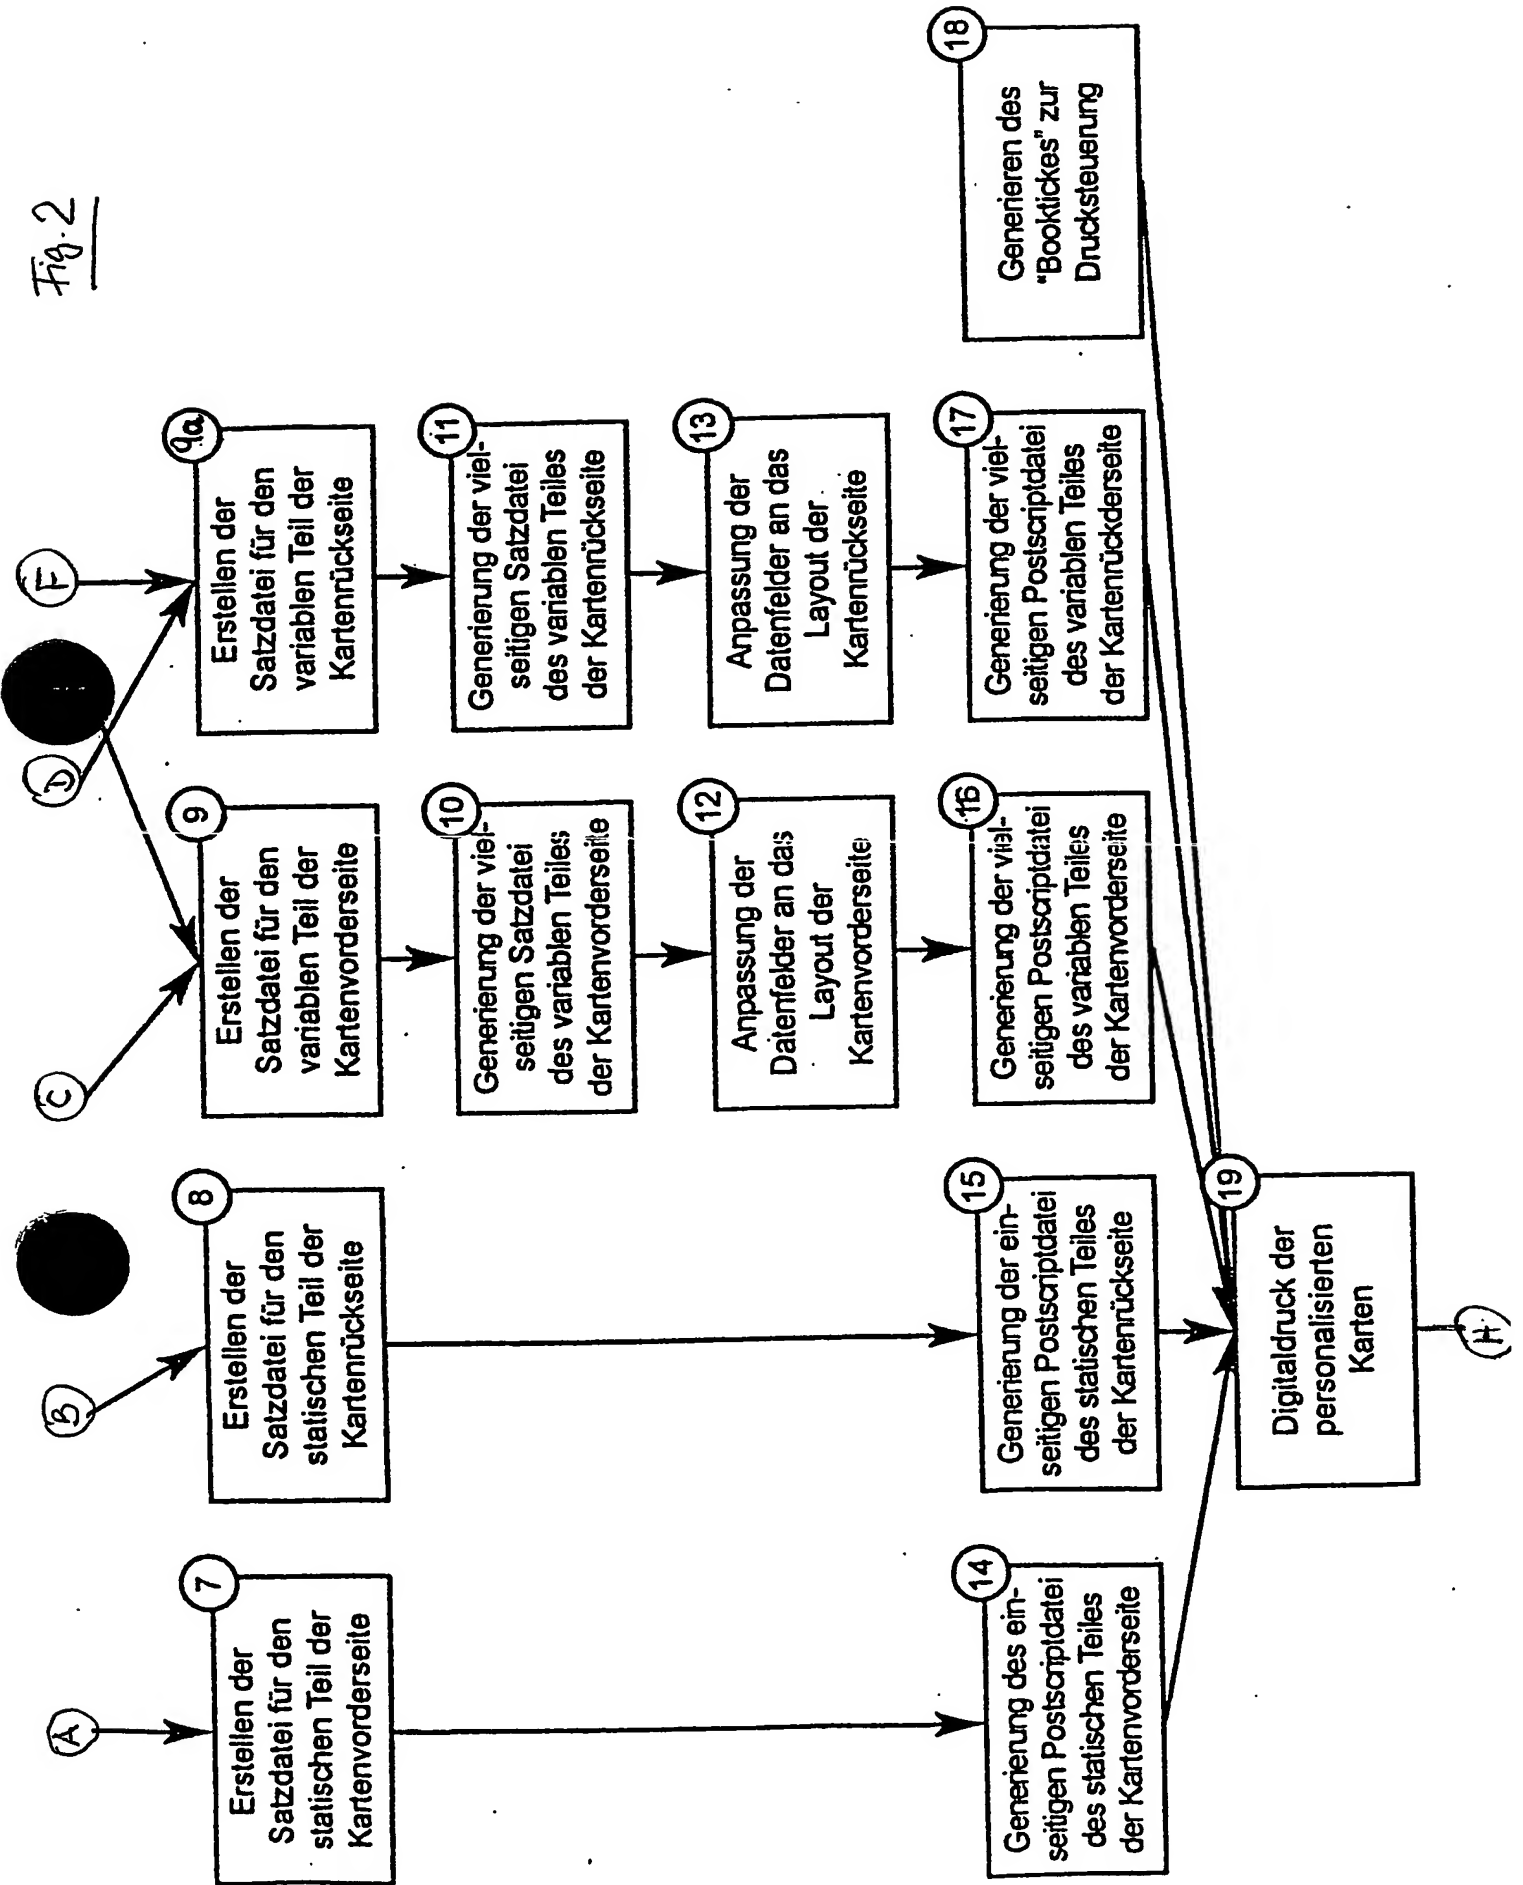 Fig. 2
A
B
C
D
F
7
Erstellen der
Satzdatei für den
statischen Teil der
Kartenvorderseite
8
Erstellen der
Satzdatei für den
statischen Teil der
Kartenrückseite
9
Erstellen der
Satzdatei für den
variablen Teil der
Kartenvorderseite
9a
Erstellen der
Satzdatei für den
variablen Teil der
Kartenrückseite
10
Generierung der viel-
seitigen Satzdatei
des variablen Teiles
der Kartenvorderseite
11
Generierung der viel-
seitigen Satzdatei
des variablen Teiles
der Kartenrückseite
12
Anpassung der
Datenfelder an das
Layout der
Kartenvorderseite
13
Anpassung der
Datenfelder an das
Layout der
Kartenrückseite
14
Generierung des ein-
seitigen Postscriptdatei
des statischen Teiles
der Kartenvorderseite
15
Generierung der ein-
seitigen Postscriptdatei
des statischen Teiles
der Kartenrückseite
16
Generierung der viel-
seitigen Postscriptdatei
des variablen Teiles
der Kartenvorderseite
17
Generierung der viel-
seitigen Postscriptdatei
des variablen Teiles
der Kartenrückderseite
18
Generieren des
"Booktickes" zur
Drucksteuerung
19
Digitaldruck der
personalisierten
Karten
H